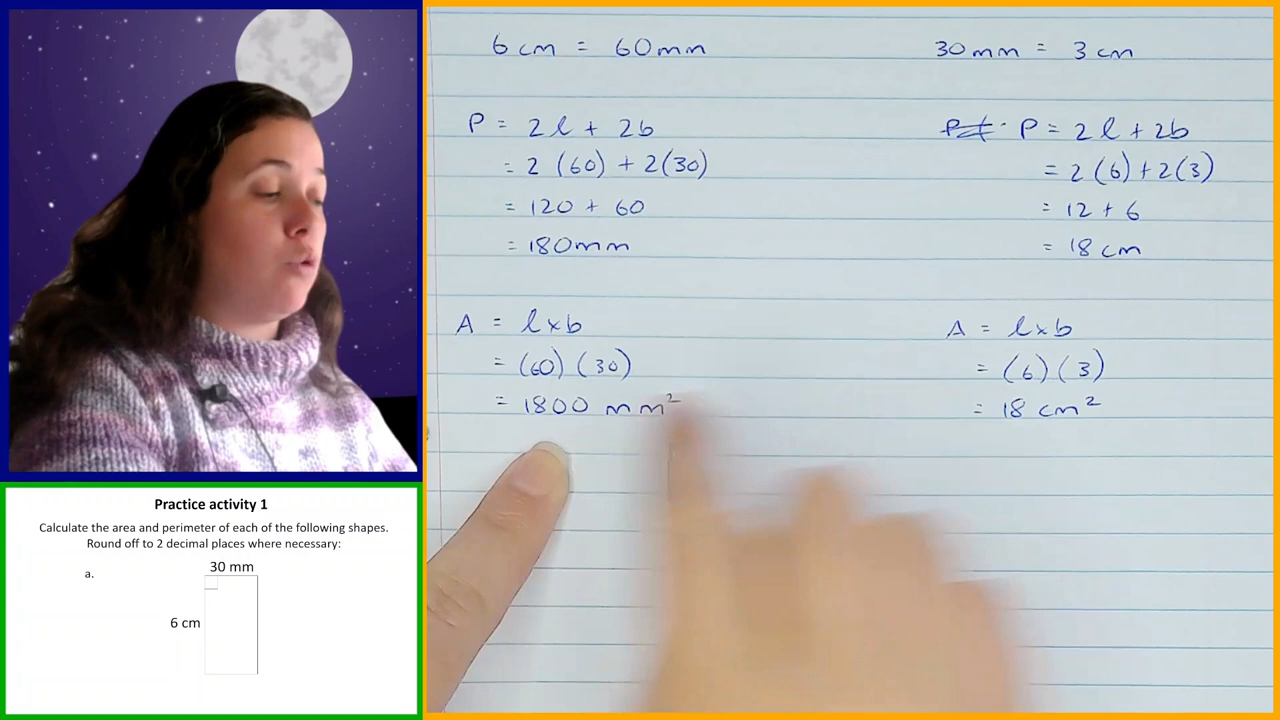 6 cm = 60mm
30 mm = 3 cm
P = 2l + 2b
= 2 (60) + 2(30)
= 120 + 60
= 180mm
P = 2l + 2b
= 2(6) + 2(3)
= 12 + 6
= 18 cm
A = l x b
= (60) (30)
= 1800 mm²
A = l x b
= (6) (3)
= 18 cm²
Practice activity 1
Calculate the area and perimeter of each of the following shapes.
Round off to 2 decimal places where necessary:
a.
30 mm
6 cm